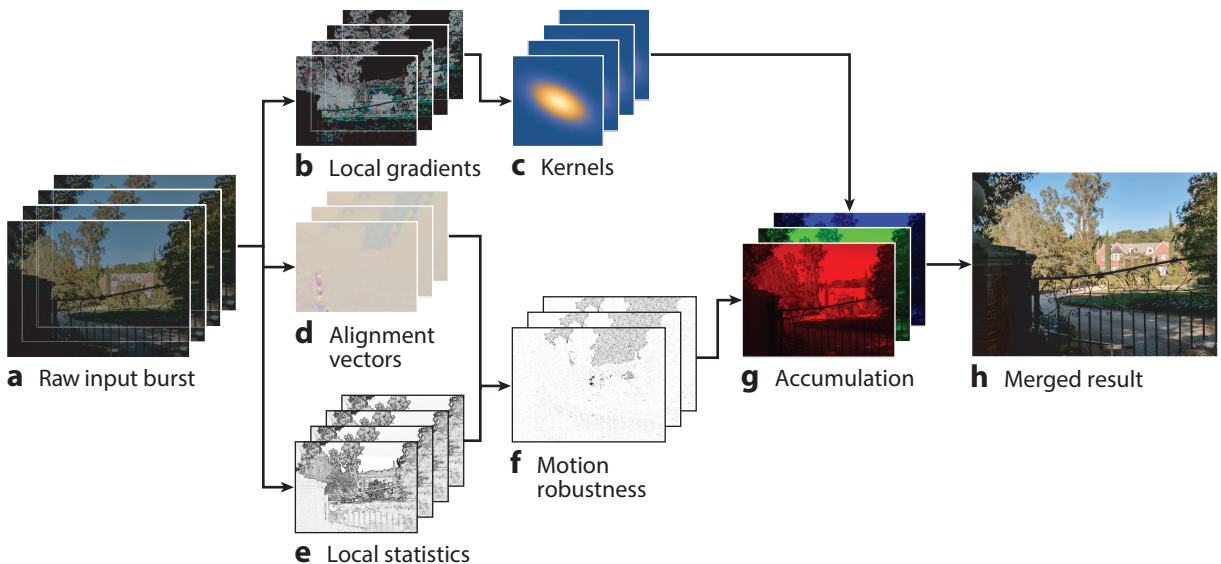 b Local gradients
c Kernels
a Raw input burst
d Alignment
vectors
g Accumulation
h Merged result
f Motion
robustness
e Local statistics